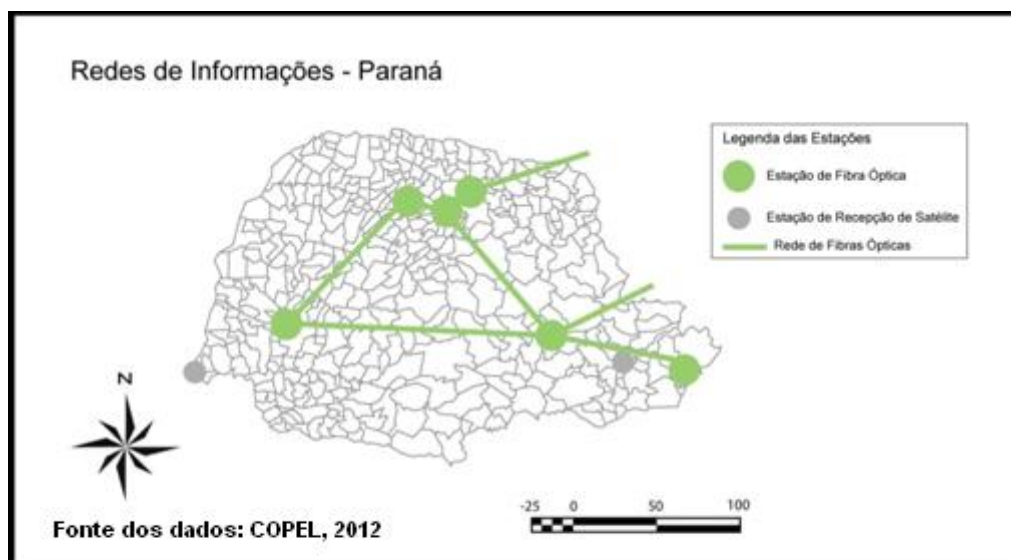 Redes de Informações - Paraná
Legenda das Estações
Estação de Fibra Óptica
Estação de Recepção de Satélite
Rede de Fibras Ópticas
N
-25 0 50 100
Fonte dos dados: COPEL, 2012